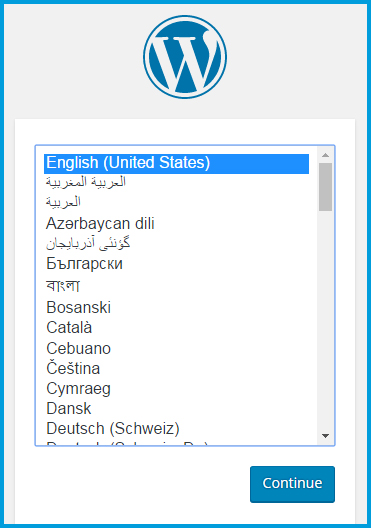 English (United States)
العربية المغربية
العربية
Azərbaycan dili
گؤنئی آذربایجان
Български
বাংলা
Bosanski
Català
Cebuano
Čeština
Cymraeg
Dansk
Deutsch (Schweiz)
Continue